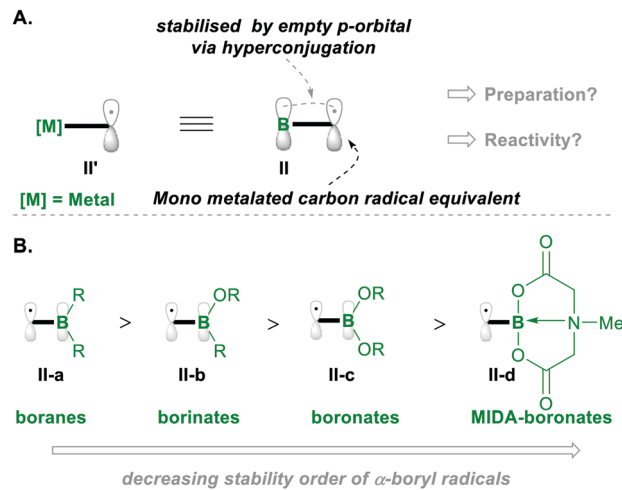 A.
stabilised by empty p-orbital
via hyperconjugation
[M]
B
II'
II
[M] = Metal
Mono metalated carbon radical equivalent
Preparation?
Reactivity?
B.
R
B
R
II-a
boranes
>
OR
B
R
II-b
borinates
>
OR
B
OR
II-c
boronates
>
O
O
B
N
Me
O
O
II-d
MIDA-boronates
decreasing stability order of α-boryl radicals